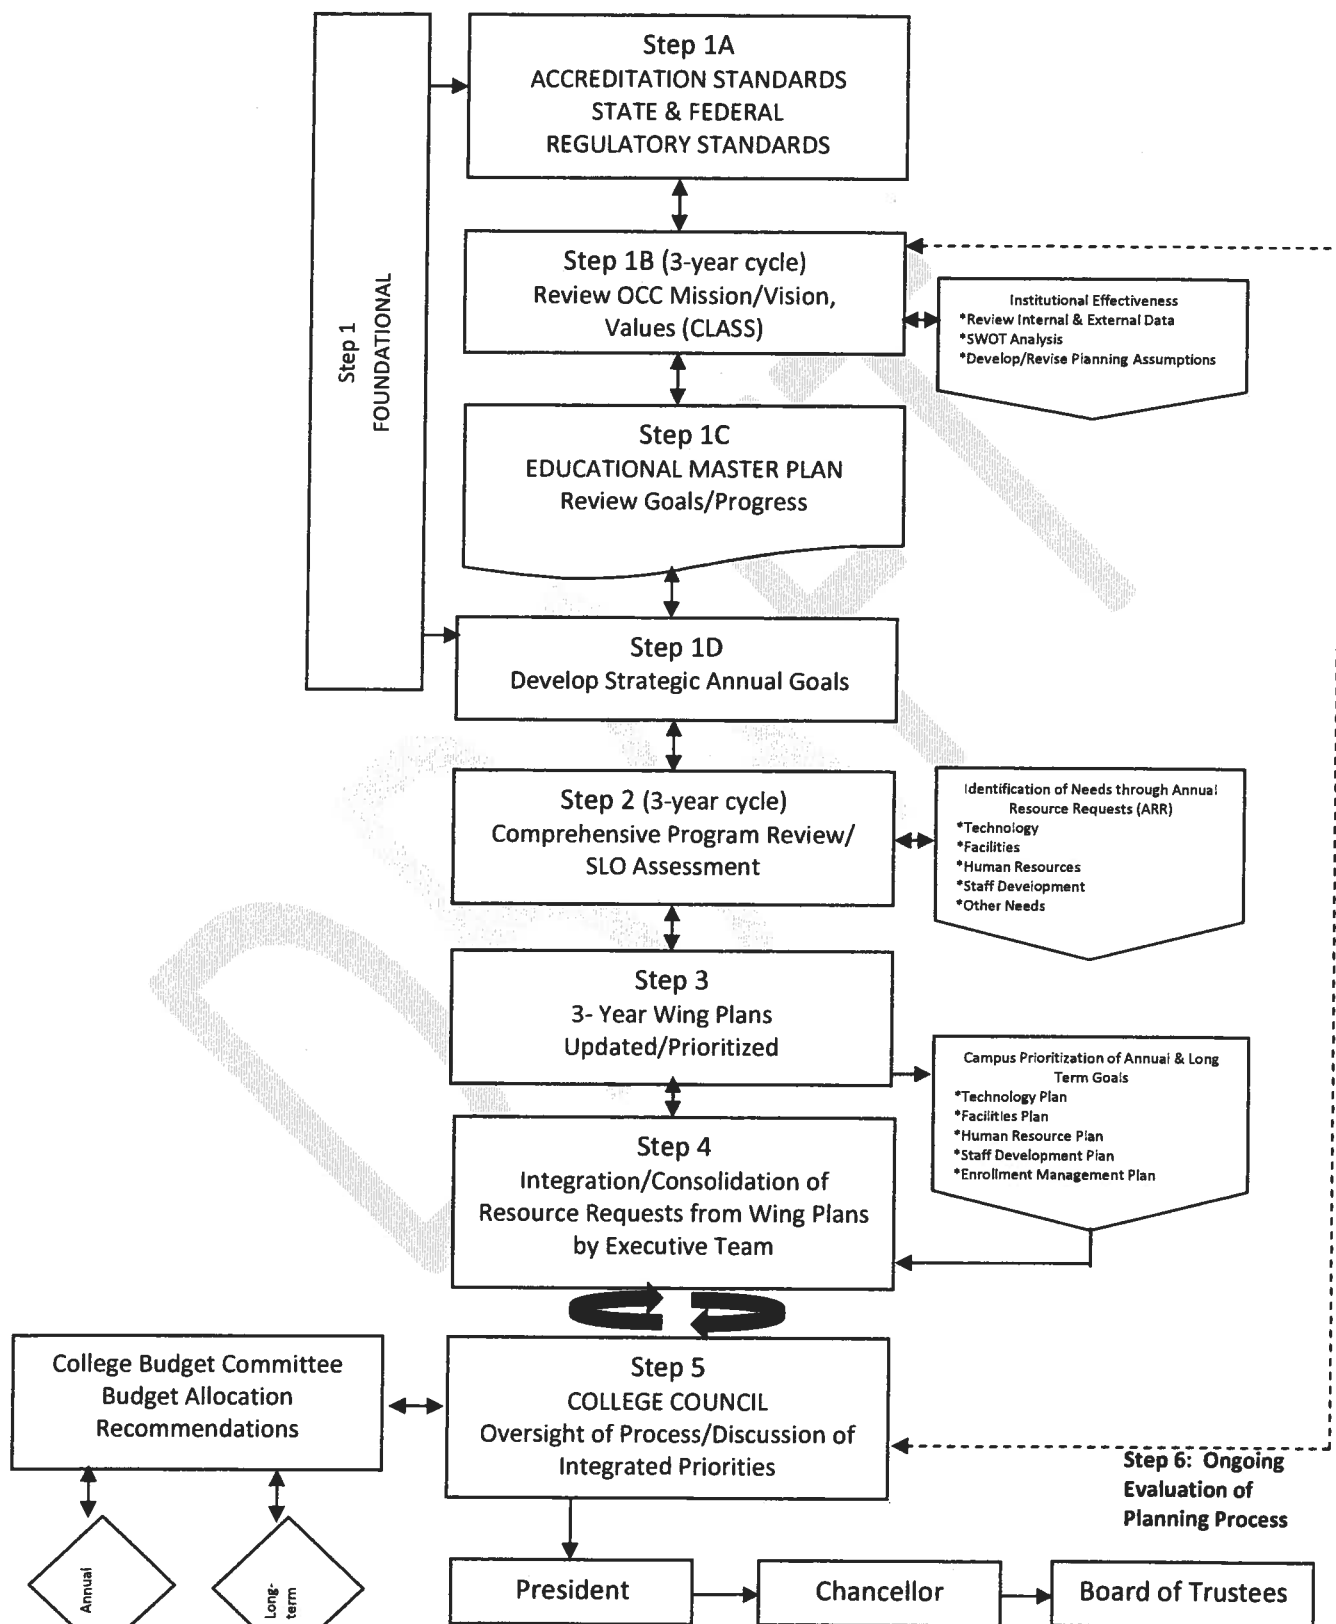 Step 1
FOUNDATIONAL
Step 1A
ACCREDITATION STANDARDS
STATE & FEDERAL
REGULATORY STANDARDS
Step 1B (3-year cycle)
Review OCC Mission/Vision,
Values (CLASS)
Institutional Effectiveness
*Review Internal & External Data
*SWOT Analysis
*Develop/Revise Planning Assumptions
Step 1C
EDUCATIONAL MASTER PLAN
Review Goals/Progress
Step 1D
Develop Strategic Annual Goals
Step 2 (3-year cycle)
Comprehensive Program Review/
SLO Assessment
Identification of Needs through Annual
Resource Requests (ARR)
*Technology
*Facilities
*Human Resources
*Staff Development
*Other Needs
Step 3
3- Year Wing Plans
Updated/Prioritized
Campus Prioritization of Annual & Long
Term Goals
*Technology Plan
*Facilities Plan
*Human Resource Plan
*Staff Development Plan
*Enrollment Management Plan
Step 4
Integration/Consolidation of
Resource Requests from Wing Plans
by Executive Team
College Budget Committee
Budget Allocation
Recommendations
Step 5
COLLEGE COUNCIL
Oversight of Process/Discussion of
Integrated Priorities
Step 6: Ongoing
Evaluation of
Planning Process
Annual
Long-
term
President
Chancellor
Board of Trustees
DRAFT